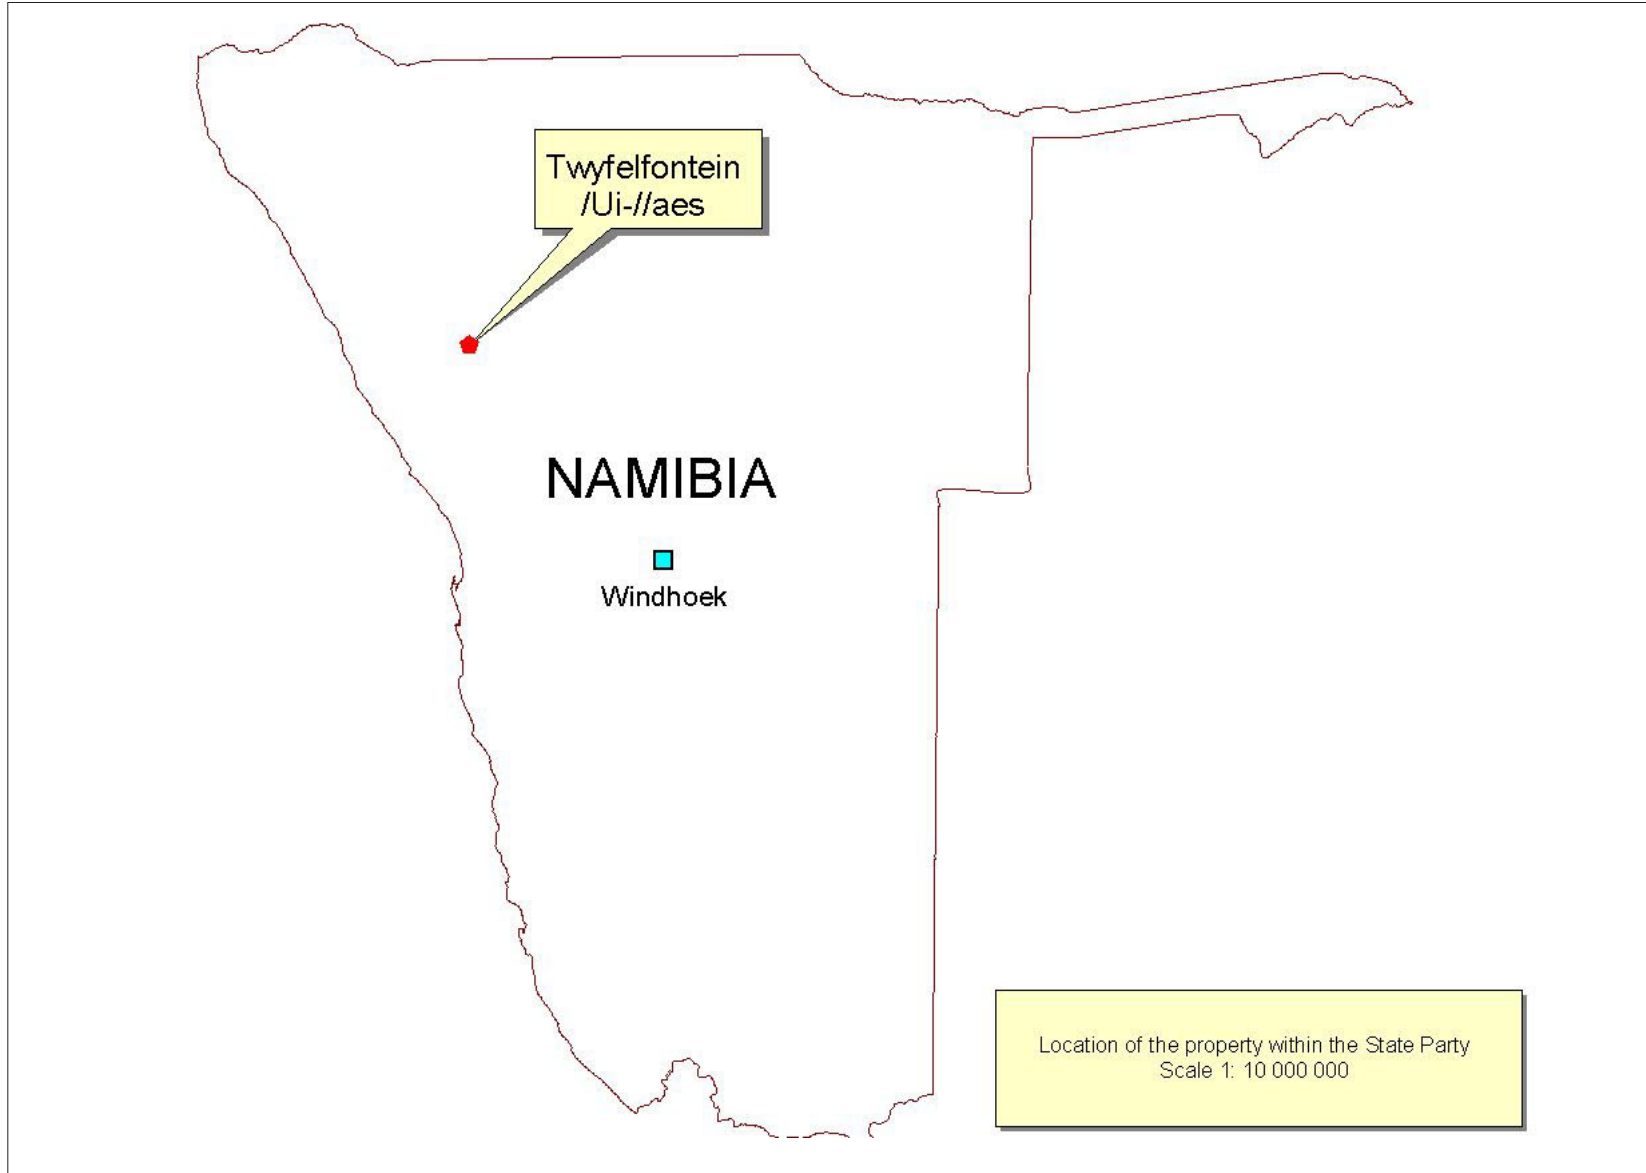 Twyfelfontein
/Ui-//aes
NAMIBIA
Windhoek
Location of the property within the State Party
Scale 1: 10 000 000